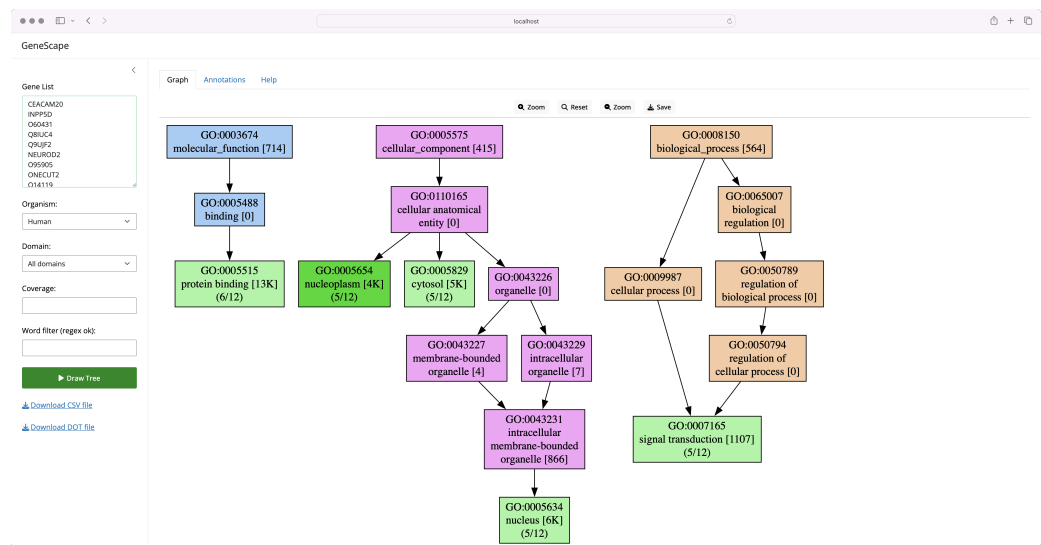 localhost
GeneScape
Gene List
CEACAM20
INPP5D
O60431
Q8IUC4
Q9UJF2
NEUROD2
O95905
ONECUT2
O14119
Organism:
Human
Domain:
All domains
Coverage:
Word filter (regex ok):
Draw Tree
Download CSV file
Download DOT file
Graph Annotations Help
Zoom Reset Zoom Save
GO:0003674
molecular_function [714]
GO:0005575
cellular_component [415]
GO:0008150
biological_process [564]
GO:0005488
binding [0]
GO:0110165
cellular anatomical
entity [0]
GO:0065007
biological
regulation [0]
GO:0005515
protein binding [13K]
(6/12)
GO:0005654
nucleoplasm [4K]
(5/12)
GO:0005829
cytosol [5K]
(5/12)
GO:0043226
organelle [0]
GO:0009987
cellular process [0]
GO:0050789
regulation of
biological process [0]
GO:0043227
membrane-bounded
organelle [4]
GO:0043229
intracellular
organelle [7]
GO:0050794
regulation of
cellular process [0]
GO:0043231
intracellular
membrane-bounded
organelle [866]
GO:0007165
signal transduction [1107]
(5/12)
GO:0005634
nucleus [6K]
(5/12)